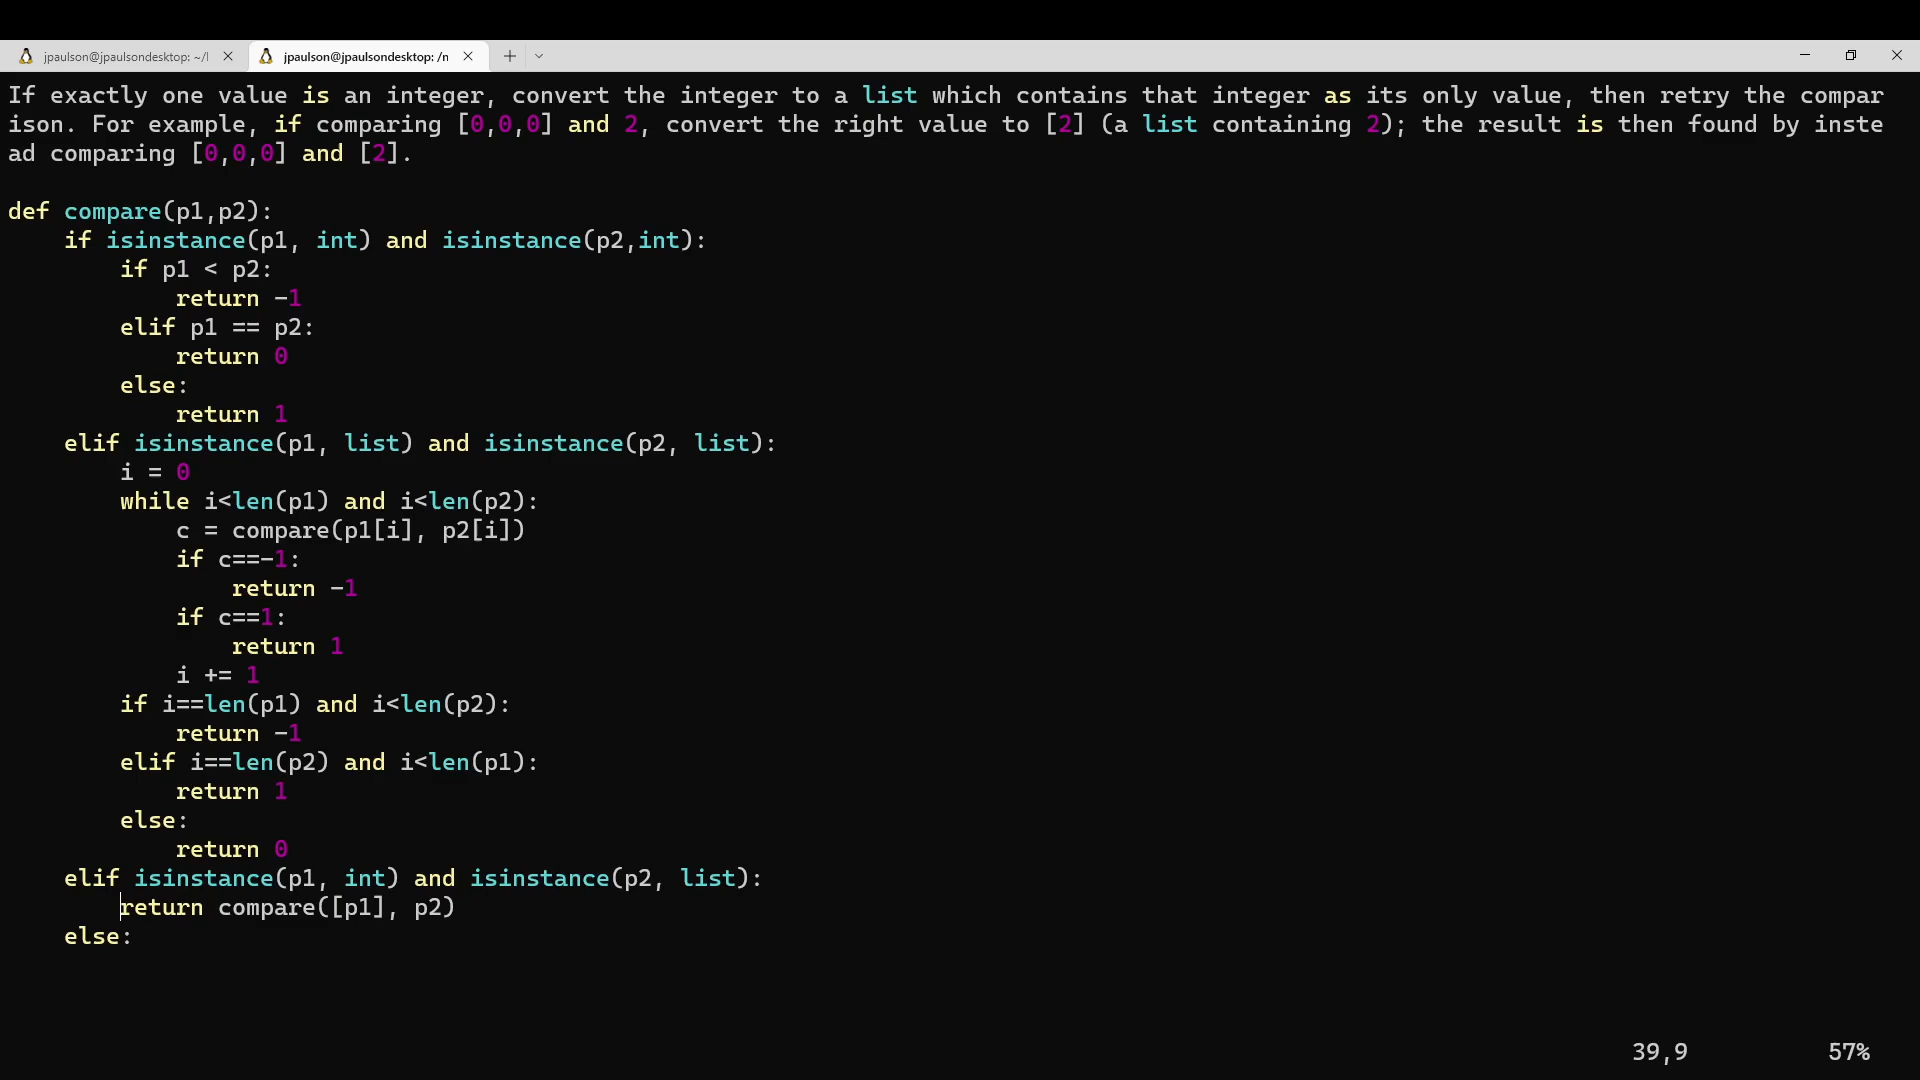 jpaulson@jpaulsondesktop: ~/l
jpaulson@jpaulsondesktop: /n
If exactly one value is an integer, convert the integer to a list which contains that integer as its only value, then retry the compar
ison. For example, if comparing [0,0,0] and 2, convert the right value to [2] (a list containing 2); the result is then found by inste
ad comparing [0,0,0] and [2].
def compare(p1,p2):
    if isinstance(p1, int) and isinstance(p2,int):
        if p1 < p2:
            return -1
        elif p1 == p2:
            return 0
        else:
            return 1
    elif isinstance(p1, list) and isinstance(p2, list):
        i = 0
        while i<len(p1) and i<len(p2):
            c = compare(p1[i], p2[i])
            if c==-1:
                return -1
            if c==1:
                return 1
            i += 1
        if i==len(p1) and i<len(p2):
            return -1
        elif i==len(p2) and i<len(p1):
            return 1
        else:
            return 0
    elif isinstance(p1, int) and isinstance(p2, list):
        return compare([p1], p2)
    else:
39,9 57%